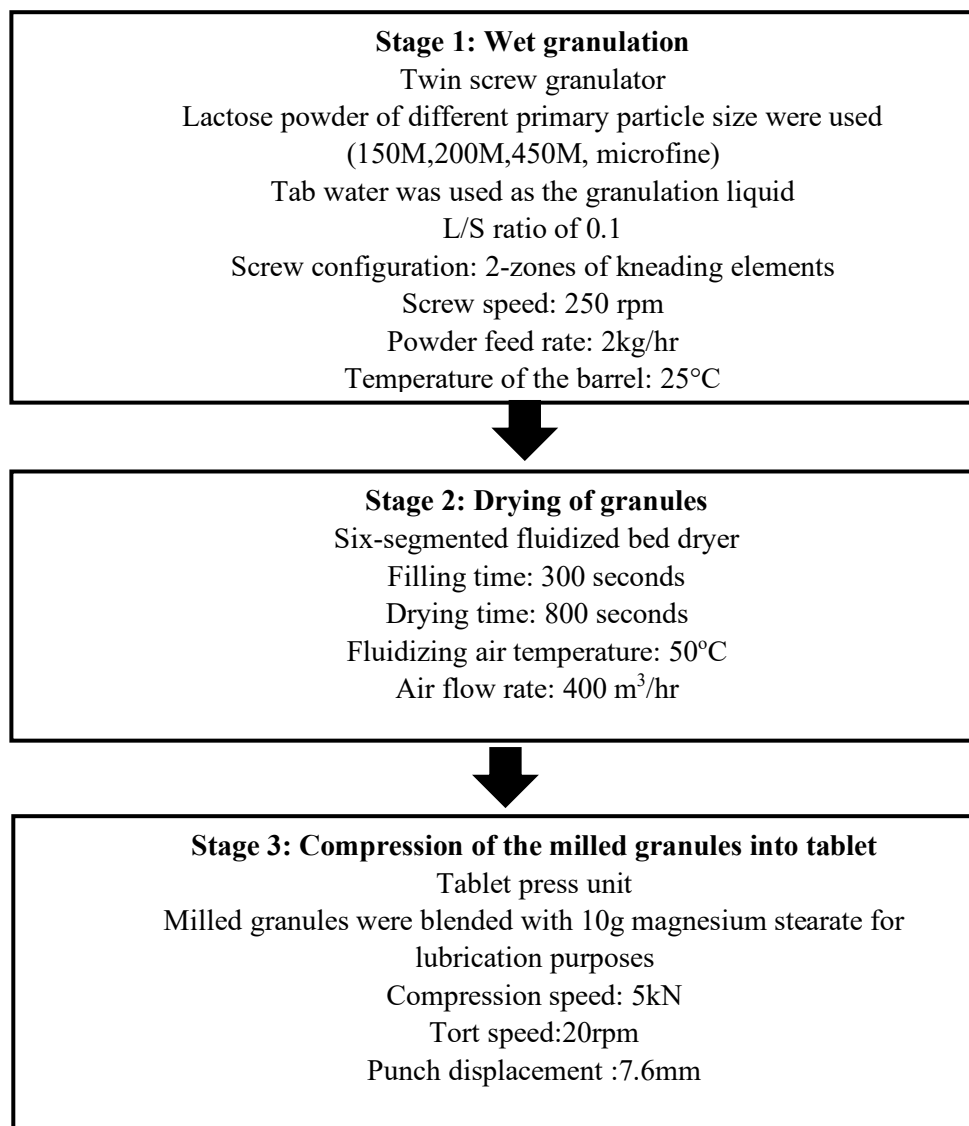 Stage 1: Wet granulation
Twin screw granulator
Lactose powder of different primary particle size were used
(150M,200M,450M, microfine)
Tab water was used as the granulation liquid
L/S ratio of 0.1
Screw configuration: 2-zones of kneading elements
Screw speed: 250 rpm
Powder feed rate: 2kg/hr
Temperature of the barrel: 25°C
Stage 2: Drying of granules
Six-segmented fluidized bed dryer
Filling time: 300 seconds
Drying time: 800 seconds
Fluidizing air temperature: 50ºC
Air flow rate: 400 m³/hr
Stage 3: Compression of the milled granules into tablet
Tablet press unit
Milled granules were blended with 10g magnesium stearate for
lubrication purposes
Compression speed: 5kN
Tort speed:20rpm
Punch displacement :7.6mm